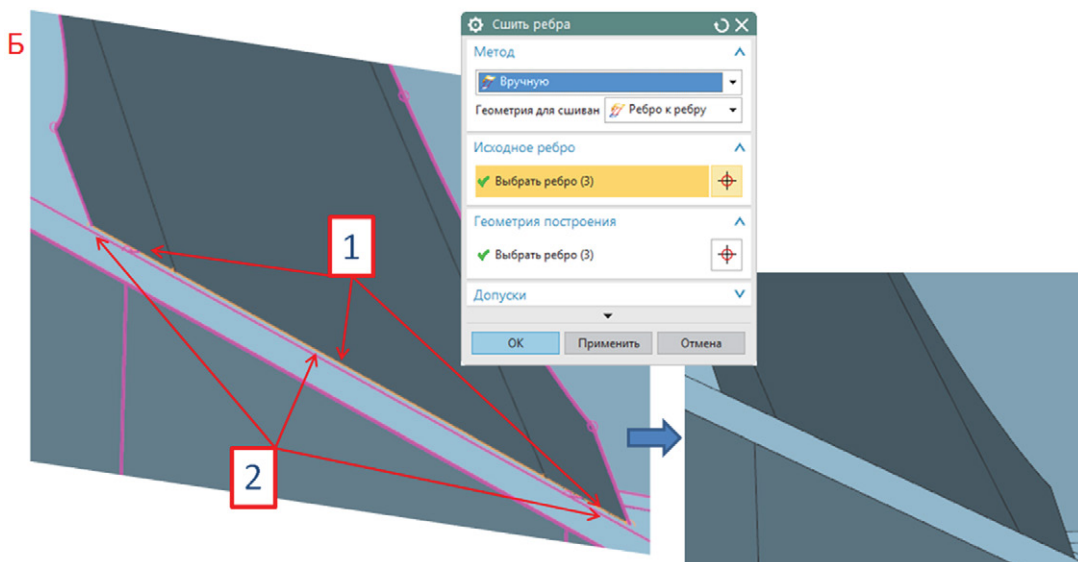 Б
Сшить ребра
Метод
Вручную
Геометрия для сшиван Ребро к ребру
Исходное ребро
Выбрать ребро (3)
Геометрия построения
Выбрать ребро (3)
Допуски
ОК Применить Отмена
1
2